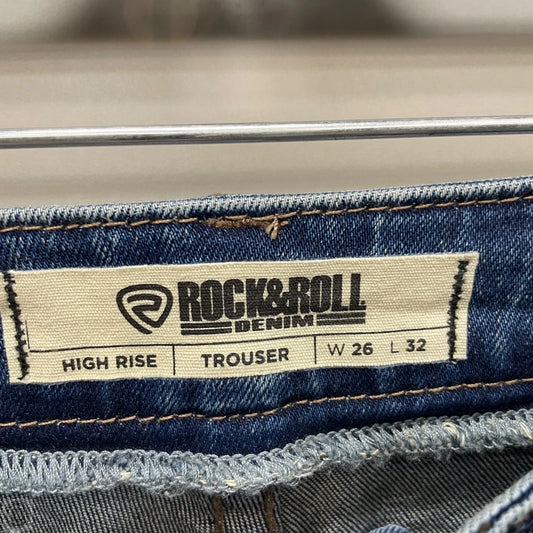 ROCK&ROLL
DENIM
HIGH RISE TROUSER W 26 L 32